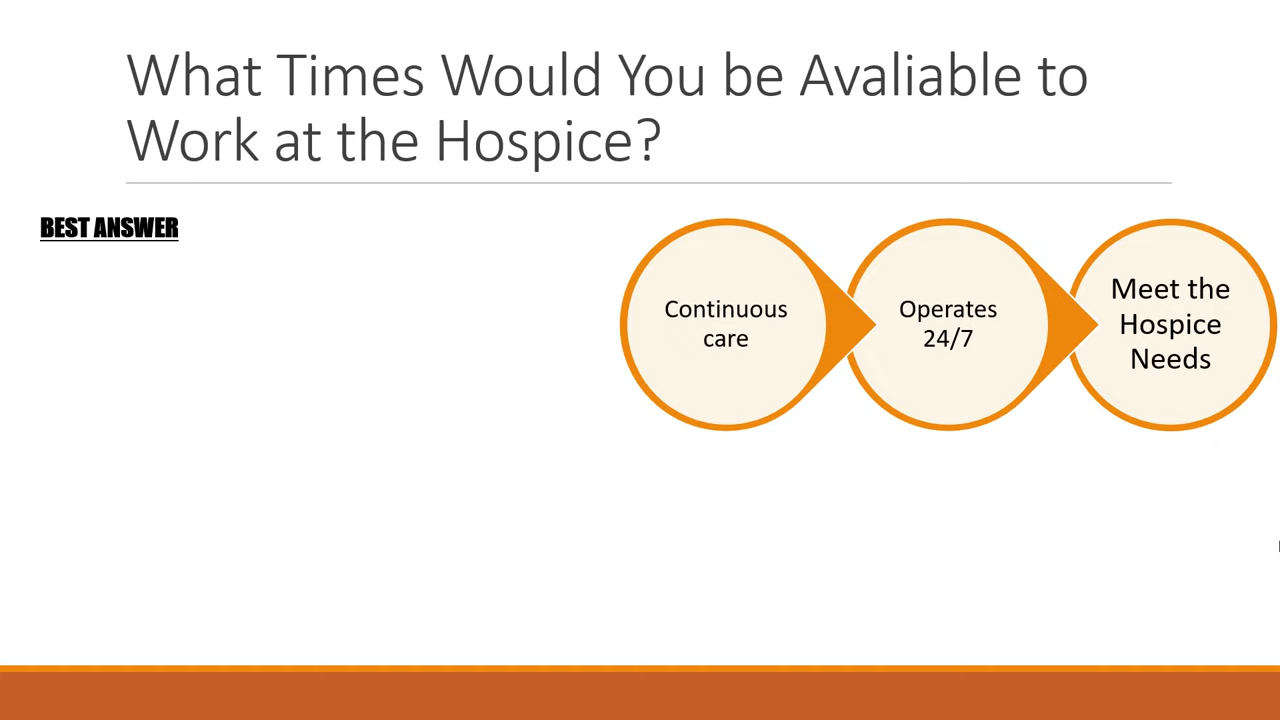 What Times Would You be Avaliable to
Work at the Hospice?
BEST ANSWER
Continuous
care
Operates
24/7
Meet the
Hospice
Needs